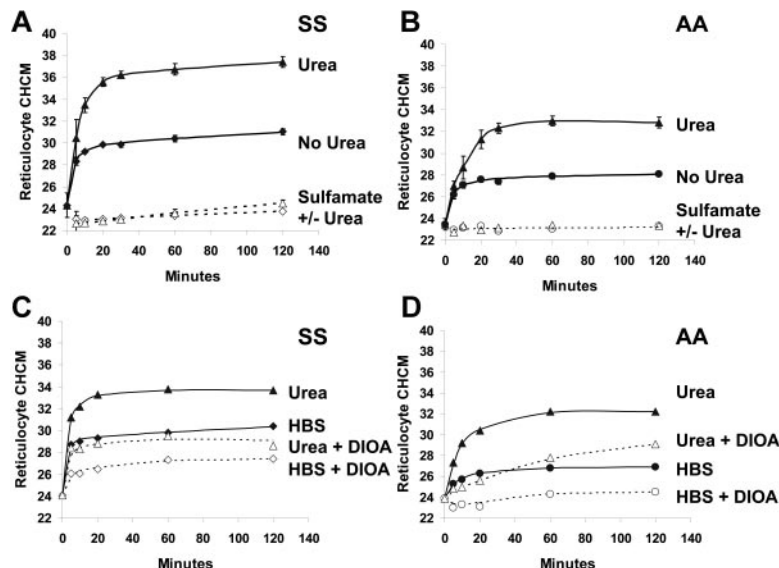 A
SS
Reticulocyte CHCM
40
38
36
34
32
30
28
26
24
22
Urea
No Urea
Sulfamate
+/- Urea
0 20 40 60 80 100 120 140
Minutes
B
AA
Reticulocyte CHCM
40
38
36
34
32
30
28
26
24
22
Urea
No Urea
Sulfamate
+/- Urea
0 20 40 60 80 100 120 140
Minutes
C
SS
Reticulocyte CHCM
40
38
36
34
32
30
28
26
24
22
Urea
HBS
Urea + DIOA
HBS + DIOA
0 20 40 60 80 100 120 140
Minutes
D
AA
Reticulocyte CHCM
40
38
36
34
32
30
28
26
24
22
Urea
Urea + DIOA
HBS
HBS + DIOA
0 20 40 60 80 100 120 140
Minutes